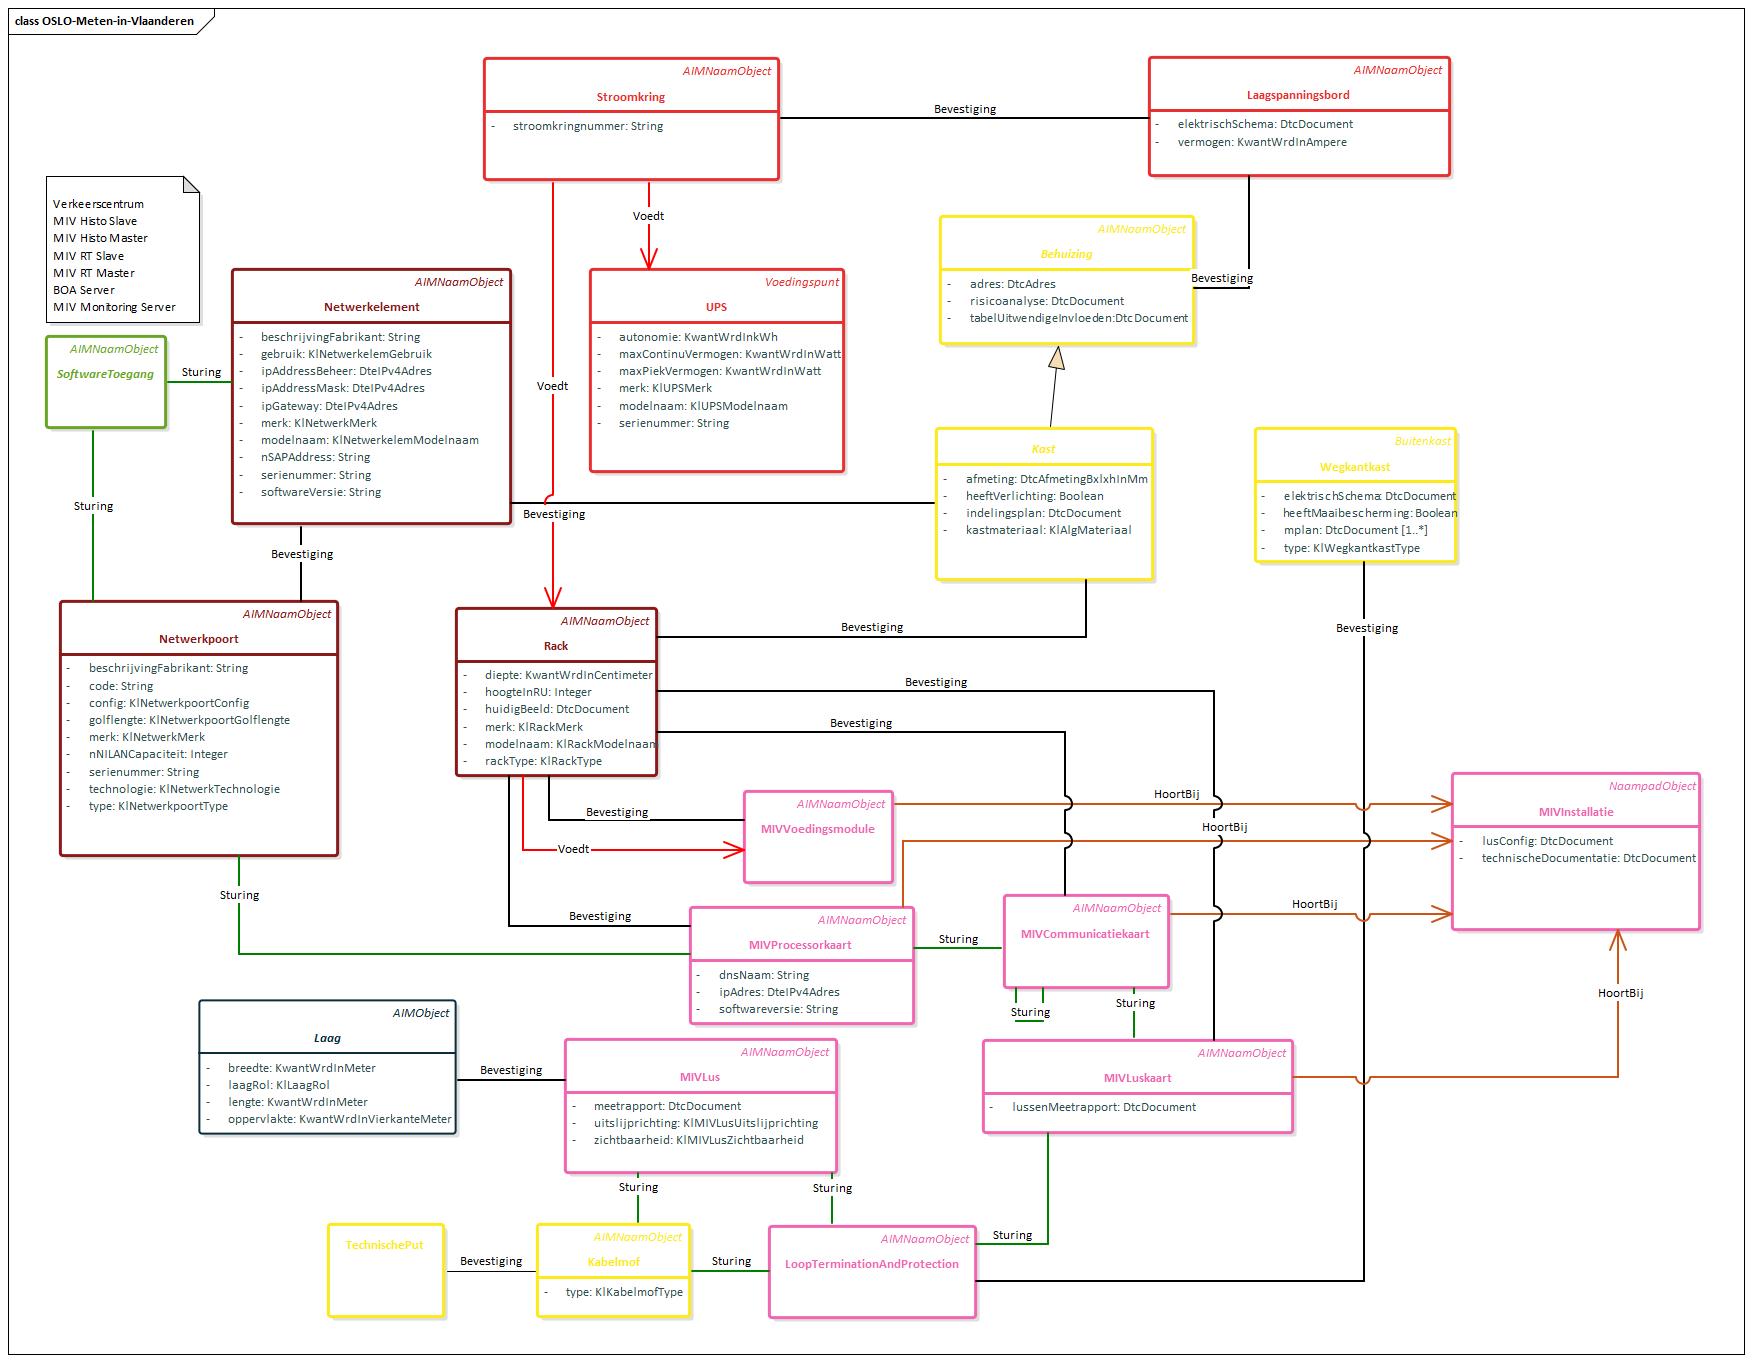 class OSLO-Meten-in-Vlaanderen
AIMNaamObject
Stroomkring
- stroomkringnummer: String
Bevestiging
AIMNaamObject
Laagspanningsbord
- elektrischSchema: DtcDocument
- vermogen: KwantWrdInAmpere
Verkeerscentrum
MIV Histo Slave
MIV Histo Master
MIV RT Slave
MIV RT Master
BOA Server
MIV Monitoring Server
Voedt
AIMNaamObject
Behuizing
- adres: DtcAdres
- risicoanalyse: DtcDocument
- tabelUitwendigeInvloeden:DtcDocument
Bevestiging
AIMNaamObject
Netwerkelement
- beschrijvingFabrikant: String
- gebruik: KlNetwerkelemGebruik
- ipAddressBeheer: DteIPv4Adres
- ipAddressMask: DteIPv4Adres
- ipGateway: DteIPv4Adres
- merk: KlNetwerkMerk
- modelnaam: KlNetwerkelemModelnaam
- nSAPAddress: String
- serienummer: String
- softwareVersie: String
Voedingspunt
UPS
- autonomie: KwantWrdInkWh
- maxContinuVermogen: KwantWrdInWatt
- maxPiekVermogen: KwantWrdInWatt
- merk: KlUPSMerk
- modelnaam: KlUPSModelnaam
- serienummer: String
AIMNaamObject
SoftwareToegang
Sturing
Voedt
Kast
- afmeting: DtcAfmetingBxlxhInMm
- heeftVerlichting: Boolean
- indelingsplan: DtcDocument
- kastmateriaal: KlAlgMateriaal
Buitenkast
Wegkantkast
- elektrischSchema: DtcDocument
- heeftMaaibescherming: Boolean
- mplan: DtcDocument [1..*]
- type: KlWegkantkastType
Sturing
Bevestiging
Bevestiging
AIMNaamObject
Netwerkpoort
- beschrijvingFabrikant: String
- code: String
- config: KlNetwerkpoortConfig
- golflengte: KlNetwerkpoortGolflengte
- merk: KlNetwerkMerk
- nNILANCapaciteit: Integer
- serienummer: String
- technologie: KlNetwerkTechnologie
- type: KlNetwerkpoortType
AIMNaamObject
Rack
- diepte: KwantWrdInCentimeter
- hoogteInRU: Integer
- huidigBeeld: DtcDocument
- merk: KlRackMerk
- modelnaam: KlRackModelnaam
- rackType: KlRackType
Bevestiging
Bevestiging
Bevestiging
Bevestiging
Bevestiging
Voedt
AIMNaamObject
MIVVoedingsmodule
HoortBij
HoortBij
NaampadObject
MIVInstallatie
- lusConfig: DtcDocument
- technischeDocumentatie: DtcDocument
Sturing
Bevestiging
AIMNaamObject
MIVProcessorkaart
- dnsNaam: String
- ipAdres: DteIPv4Adres
- softwareversie: String
Sturing
AIMNaamObject
MIVCommunicatiekaart
HoortBij
Sturing
Sturing
HoortBij
AIMObject
Laag
- breedte: KwantWrdInMeter
- laagRol: KlLaagRol
- lengte: KwantWrdInMeter
- oppervlakte: KwantWrdInVierkanteMeter
Bevestiging
AIMNaamObject
MIVLus
- meetrapport: DtcDocument
- uitslijprichting: KlMIVLusUitslijprichting
- zichtbaarheid: KlMIVLusZichtbaarheid
AIMNaamObject
MIVLuskaart
- lussenMeetrapport: DtcDocument
Sturing
Sturing
TechnischePut
Bevestiging
AIMNaamObject
Kabelmof
- type: KlKabelmofType
Sturing
AIMNaamObject
LoopTerminationAndProtection
Sturing